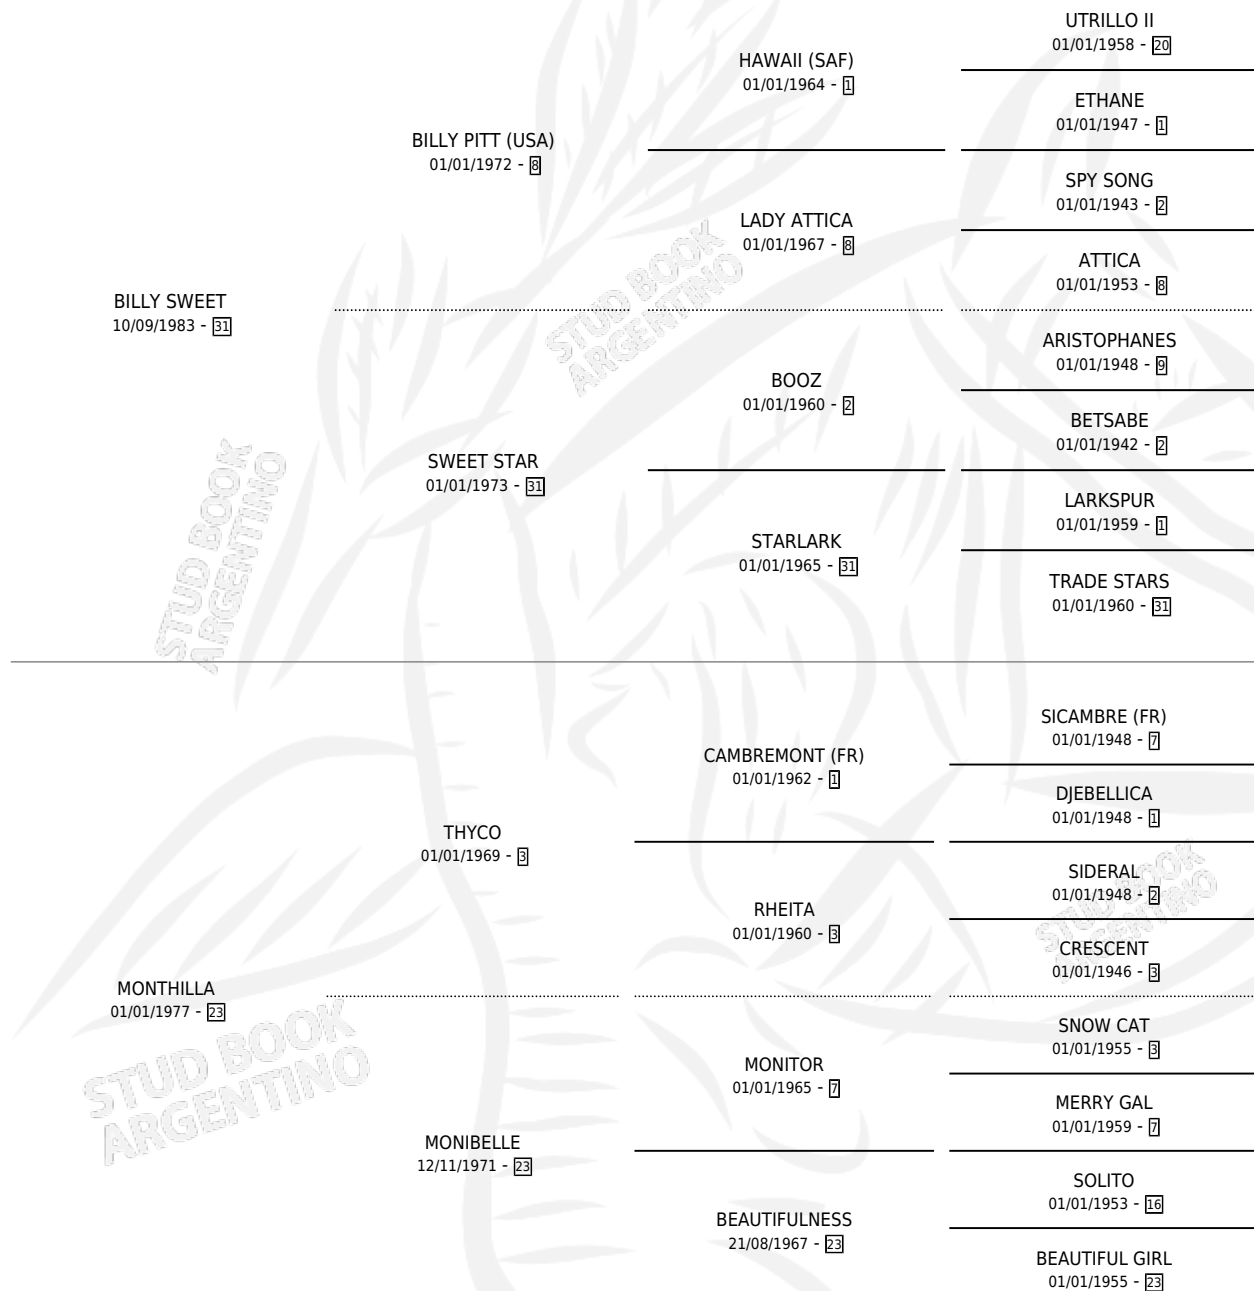 UTRILLO II
01/01/1958 - 20
HAWAII (SAF)
01/01/1964 - 1
ETHANE
01/01/1947 - 1
BILLY PITT (USA)
01/01/1972 - 8
SPY SONG
01/01/1943 - 2
LADY ATTICA
01/01/1967 - 8
ATTICA
01/01/1953 - 8
BILLY SWEET
10/09/1983 - 31
STUD BOOK
ARGENTINO
ARISTOPHANES
01/01/1948 - 9
BOOZ
01/01/1960 - 2
BETSABE
01/01/1942 - 2
SWEET STAR
01/01/1973 - 31
LARKSPUR
01/01/1959 - 1
STARLARK
01/01/1965 - 31
TRADE STARS
01/01/1960 - 31
STUD BOOK
ARGENTINO
SICAMBRE (FR)
01/01/1948 - 7
CAMBREMONT (FR)
01/01/1962 - 1
DJEBELLICA
01/01/1948 - 1
THYCO
01/01/1969 - 3
SIDERAL
01/01/1948 - 2
RHEITA
01/01/1960 - 3
STUD BOOK
ARGENTINO
CRESCENT
01/01/1946 - 3
MONTHILLA
01/01/1977 - 23
STUD BOOK
ARGENTINO
SNOW CAT
01/01/1955 - 3
MONITOR
01/01/1965 - 7
MERRY GAL
01/01/1959 - 7
MONIBELLE
12/11/1971 - 23
SOLITO
01/01/1953 - 16
BEAUTIFULNESS
21/08/1967 - 23
BEAUTIFUL GIRL
01/01/1955 - 23